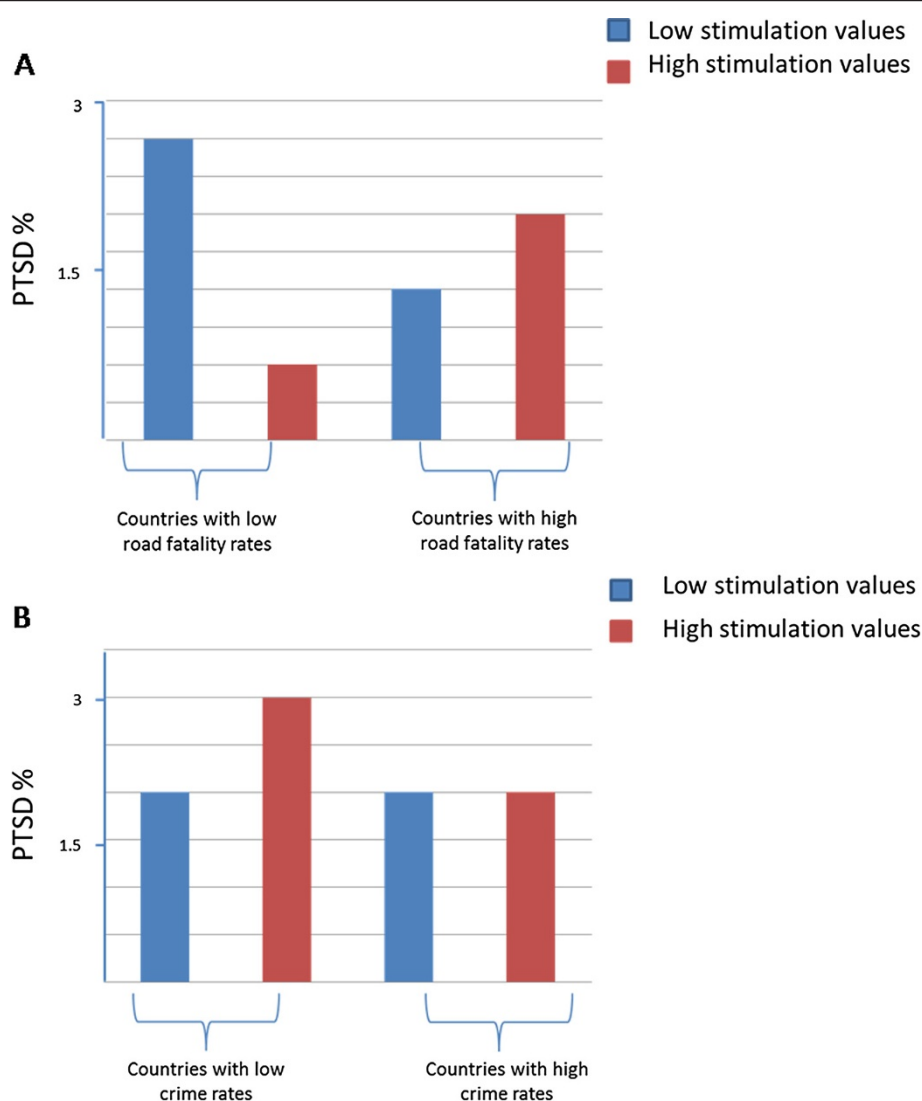 A
Low stimulation values
High stimulation values
3
1.5
PTSD %
Countries with low
road fatality rates
Countries with high
road fatality rates
B
Low stimulation values
High stimulation values
3
1.5
PTSD %
Countries with low
crime rates
Countries with high
crime rates